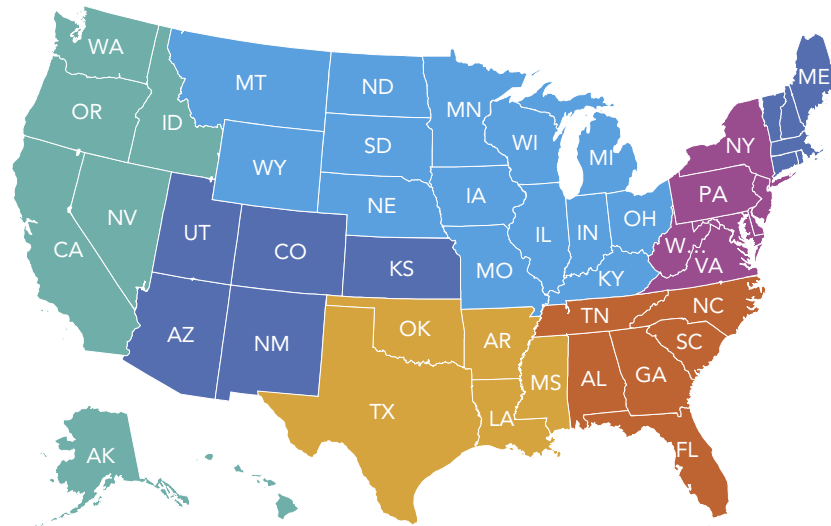 WA
MT
ND
MN
ME
OR
ID
SD
WI
MI
NY
WY
IA
PA
NE
NV
UT
CO
IL
IN
OH
W...
CA
KS
MO
KY
VA
AZ
NM
OK
AR
TN
NC
SC
TX
MS
AL
GA
LA
FL
AK